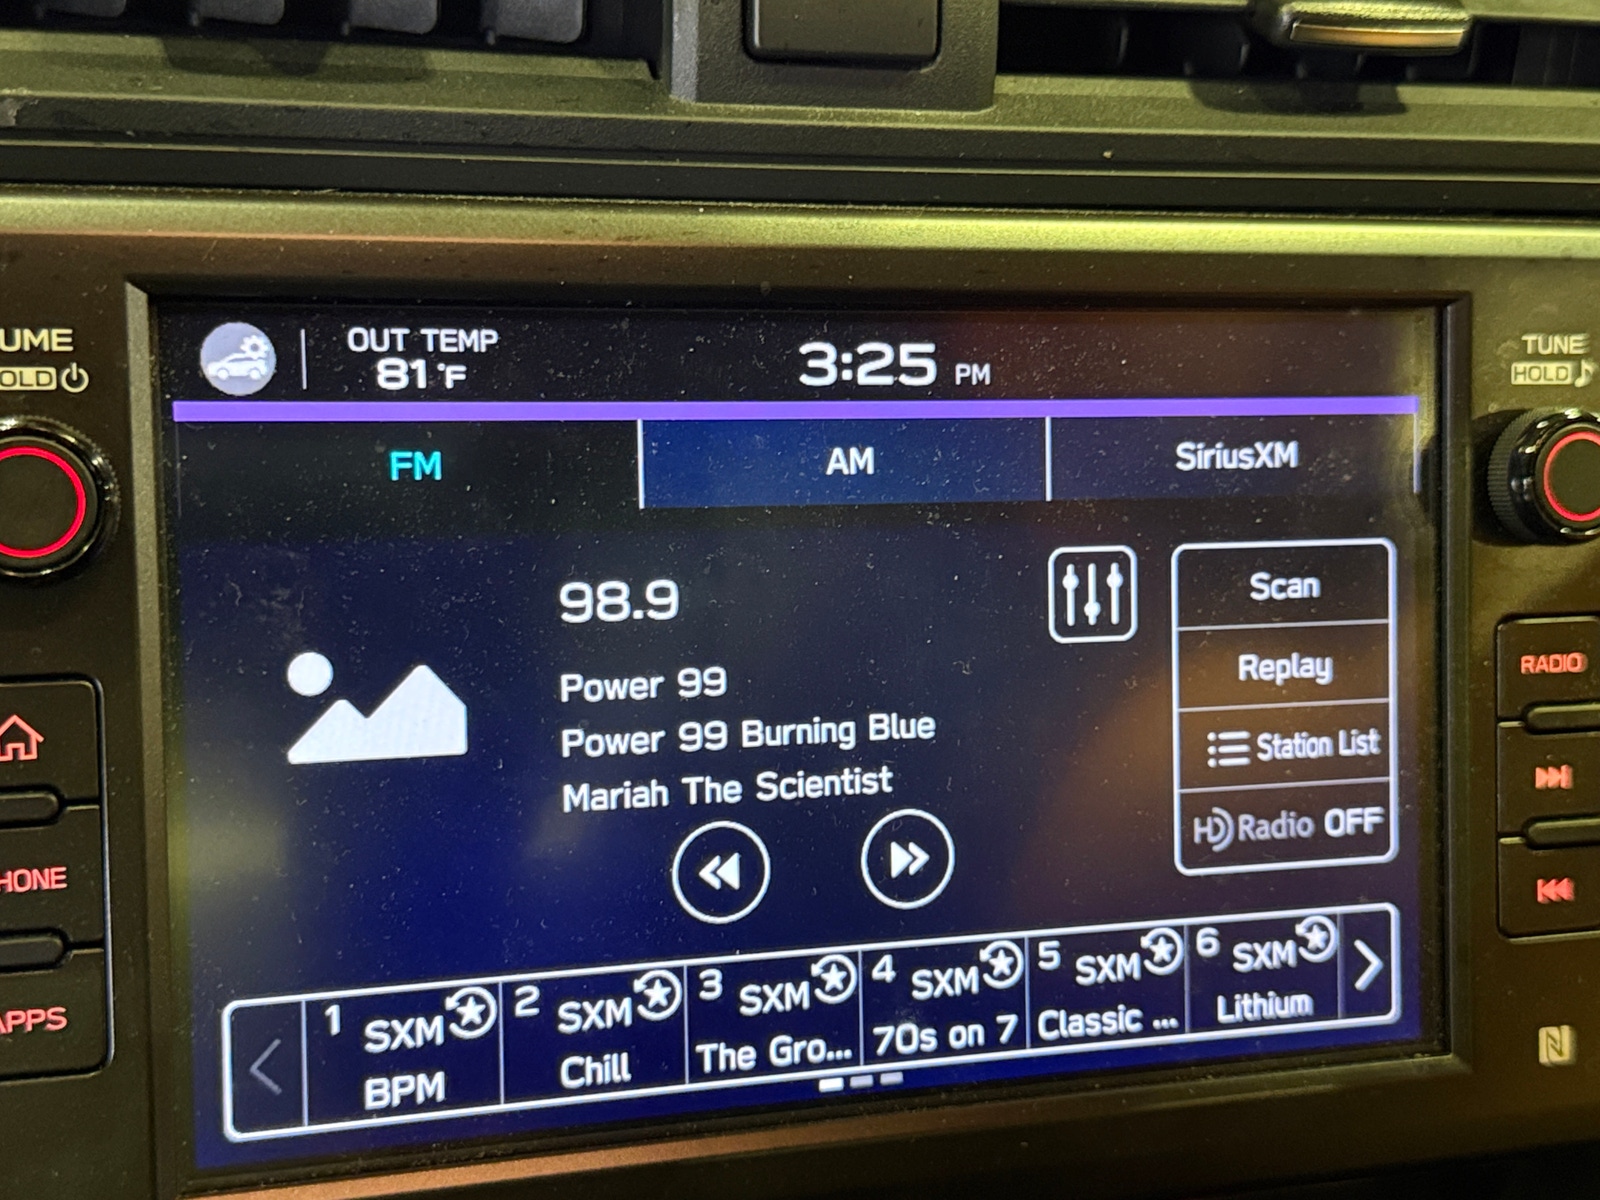 UME
OLD
OUT TEMP
81°F
3:25 PM
TUNE
HOLD
FM
AM
SiriusXM
98.9
Power 99
Power 99 Burning Blue
Mariah The Scientist
Scan
Replay
Station List
HD Radio OFF
RADIO
HONE
APPS
1 SXM
BPM
2 SXM
Chill
3 SXM
The Gro...
4 SXM
70s on 7
5 SXM
Classic ...
6 SXM
Lithium